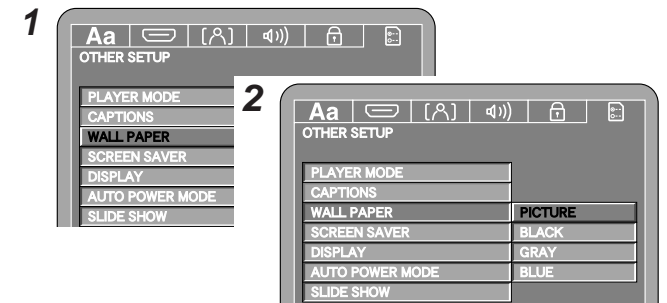 1
Aa
OTHER SETUP
PLAYER MODE
CAPTIONS
WALL PAPER
SCREEN SAVER
DISPLAY
AUTO POWER MODE
SLIDE SHOW
2
Aa
OTHER SETUP
PLAYER MODE
CAPTIONS
WALL PAPER PICTURE
SCREEN SAVER BLACK
DISPLAY GRAY
AUTO POWER MODE BLUE
SLIDE SHOW